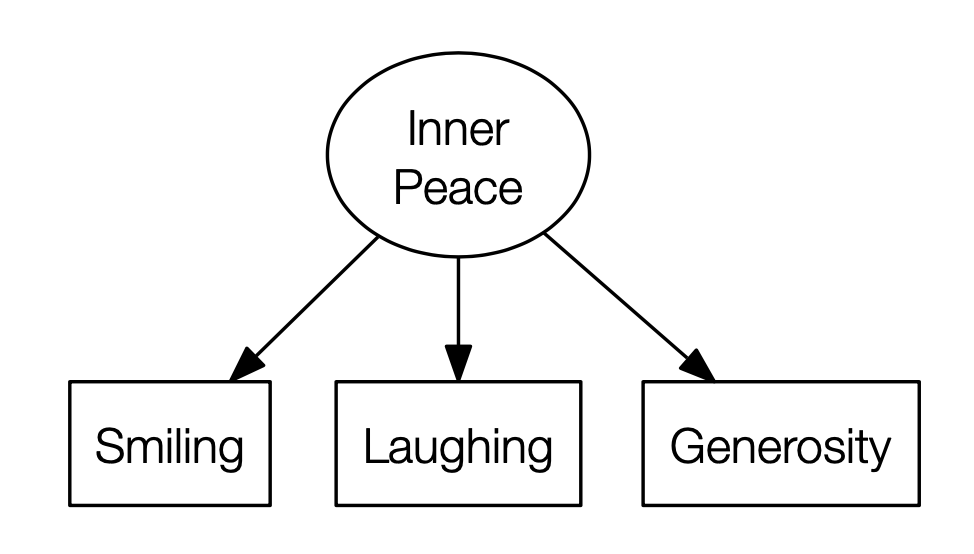 Inner
Peace
Smiling
Laughing
Generosity